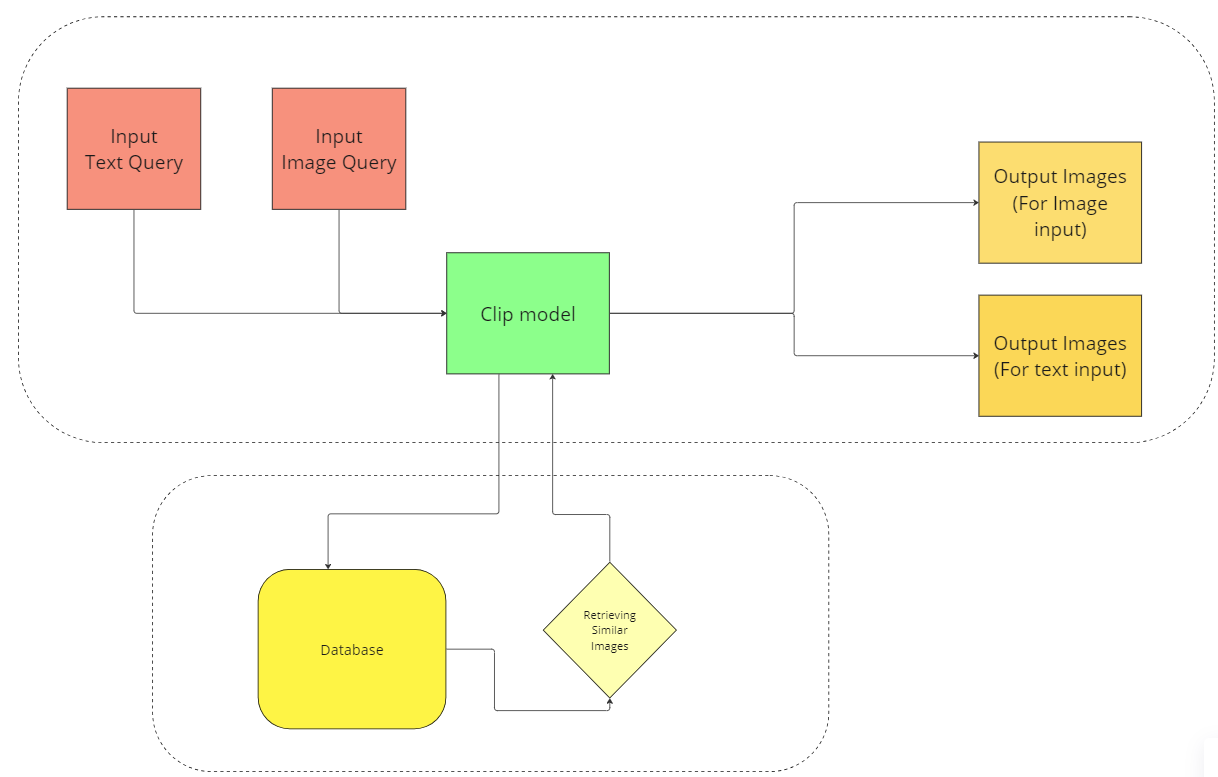 Input
Text Query
Input
Image Query
Output Images
(For Image
input)
Clip model
Output Images
(For text input)
Retrieving
Similar
Images
Database